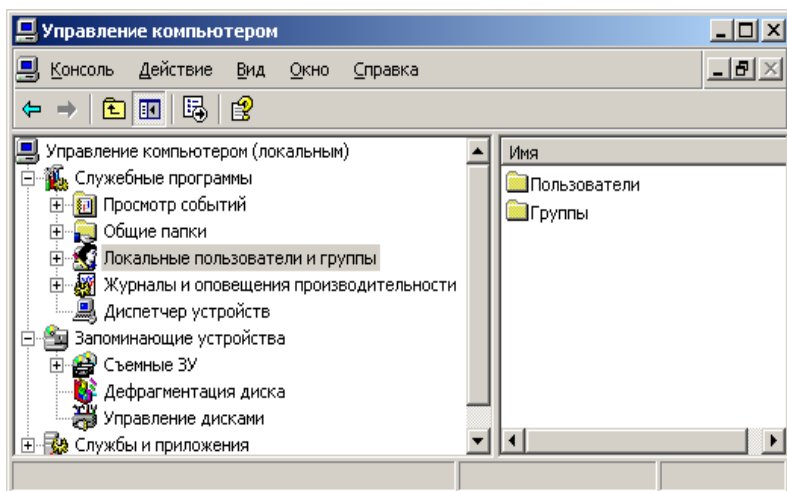 Управление компьютером
Консоль Действие Вид Окно Справка
Управление компьютером (локальным)
Служебные программы
Просмотр событий
Общие папки
Локальные пользователи и группы
Журналы и оповещения производительности
Диспетчер устройств
Запоминающие устройства
Съемные ЗУ
Дефрагментация диска
Управление дисками
Службы и приложения
Имя
Пользователи
Группы